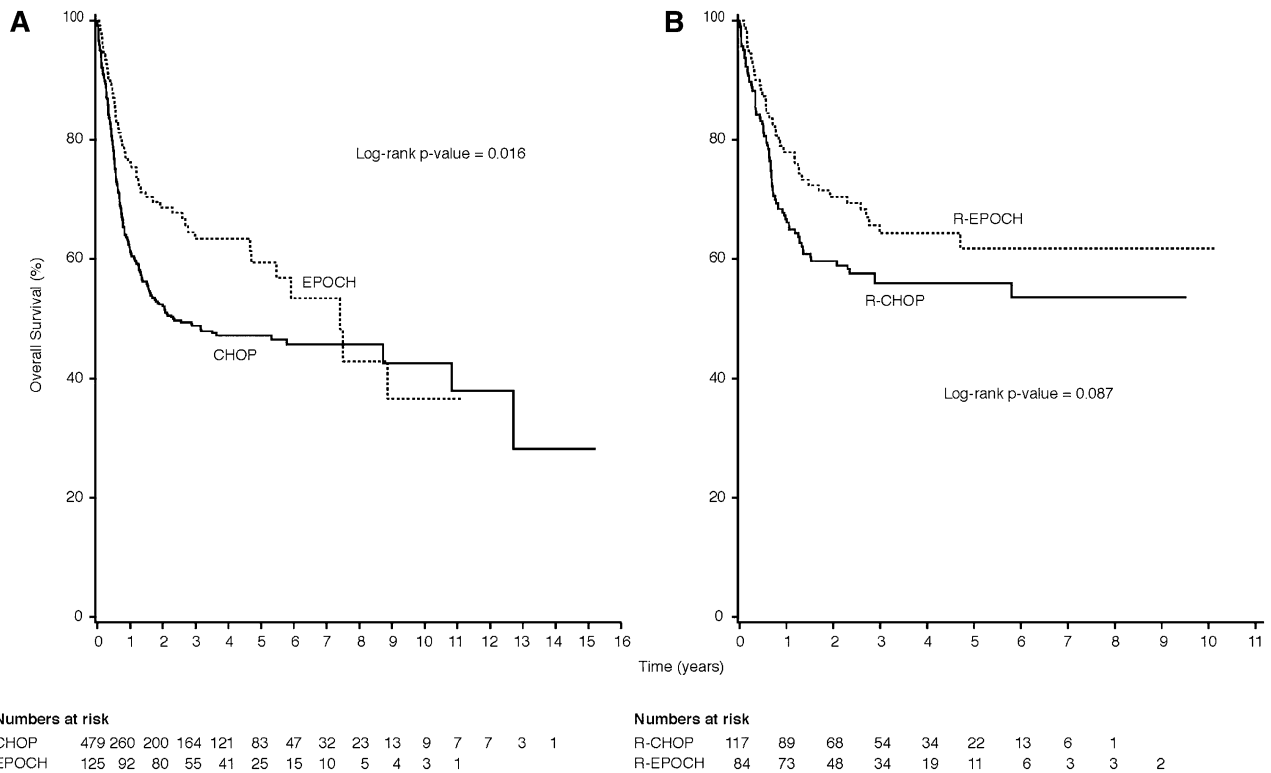 A
B
100
80
60
40
20
0
Overall Survival (%)
Log-rank p-value = 0.016
EPOCH
CHOP
0 1 2 3 4 5 6 7 8 9 10 11 12 13 14 15 16
100
80
60
40
20
0
R-EPOCH
R-CHOP
Log-rank p-value = 0.087
0 1 2 3 4 5 6 7 8 9 10 11
Time (years)
Numbers at risk
CHOP 479 260 200 164 121 83 47 32 23 13 9 7 7 3 1
EPOCH 125 92 80 55 41 25 15 10 5 4 3 1
Numbers at risk
R-CHOP 117 89 68 54 34 22 13 6 1
R-EPOCH 84 73 48 34 19 11 6 3 3 2